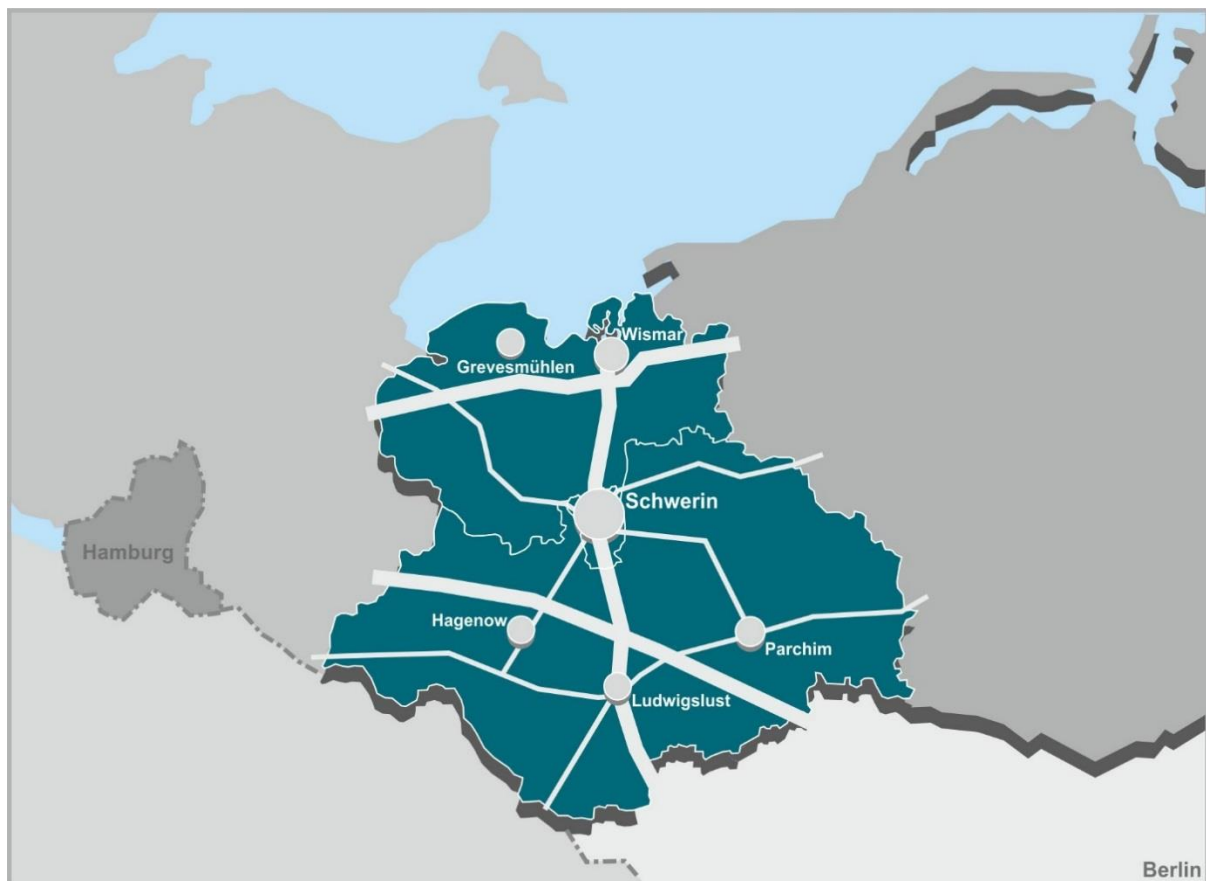 Wismar
Grevesmühlen
Schwerin
Hamburg
Hagenow
Parchim
Ludwigslust
Berlin